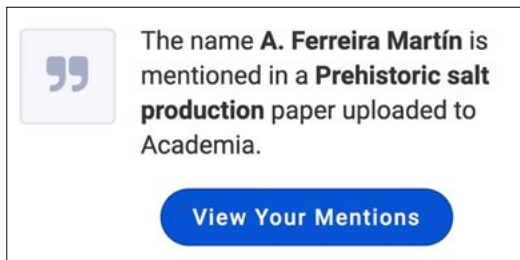 The name A. Ferreira Martín is
mentioned in a Prehistoric salt
production paper uploaded to
Academia.
View Your Mentions